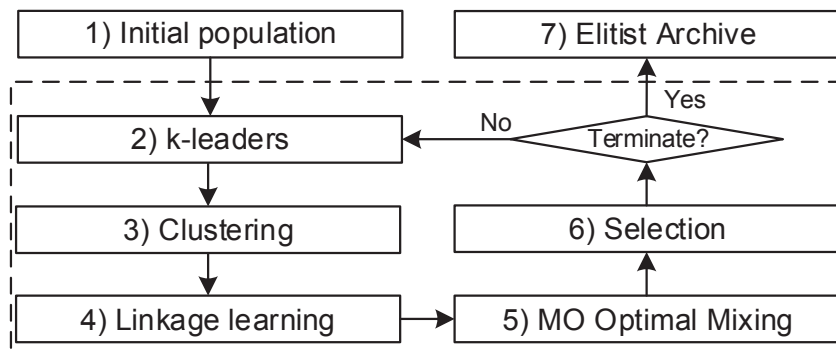 1) Initial population
7) Elitist Archive
Yes
No
2) k-leaders
Terminate?
3) Clustering
6) Selection
4) Linkage learning
5) MO Optimal Mixing